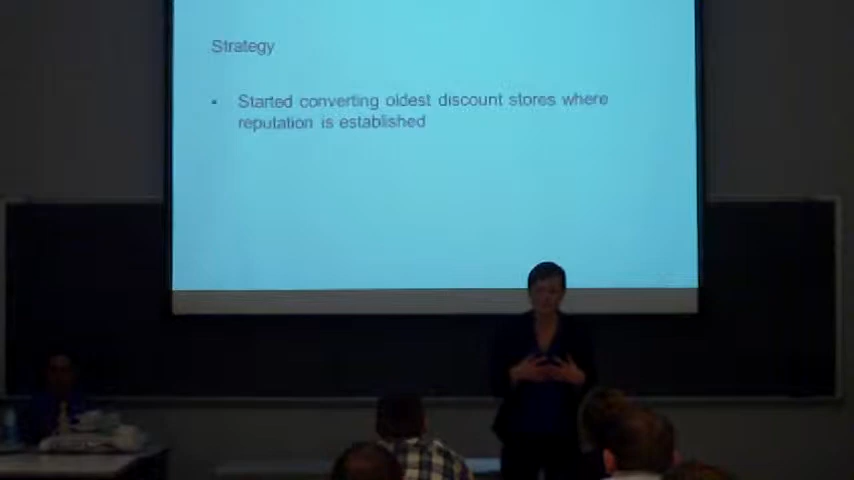 Strategy
• Started converting oldest discount stores where
reputation is established